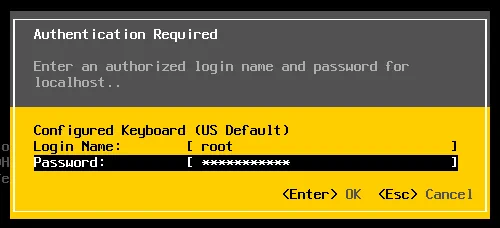 Authentication Required
Enter an authorized login name and password for
localhost..
Configured Keyboard (US Default)
Login Name: [ root ]
Password: [ *********** ]
<Enter> OK <Esc> Cancel